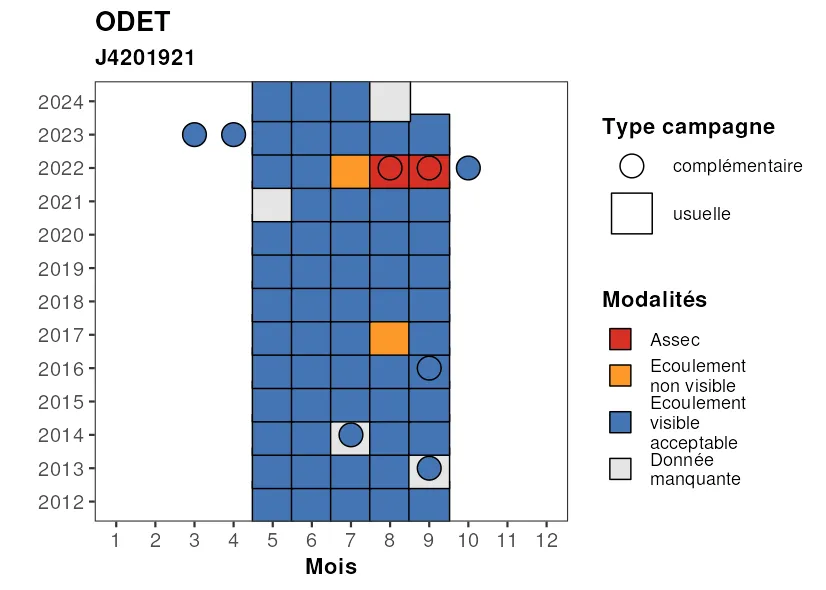 ODET
J4201921
2024
2023
2022
2021
2020
2019
2018
2017
2016
2015
2014
2013
2012
1 2 3 4 5 6 7 8 9 10 11 12
Mois
Type campagne
complémentaire
usuelle
Modalités
Assec
Ecoulement
non visible
Ecoulement
visible
acceptable
Donnée
manquante